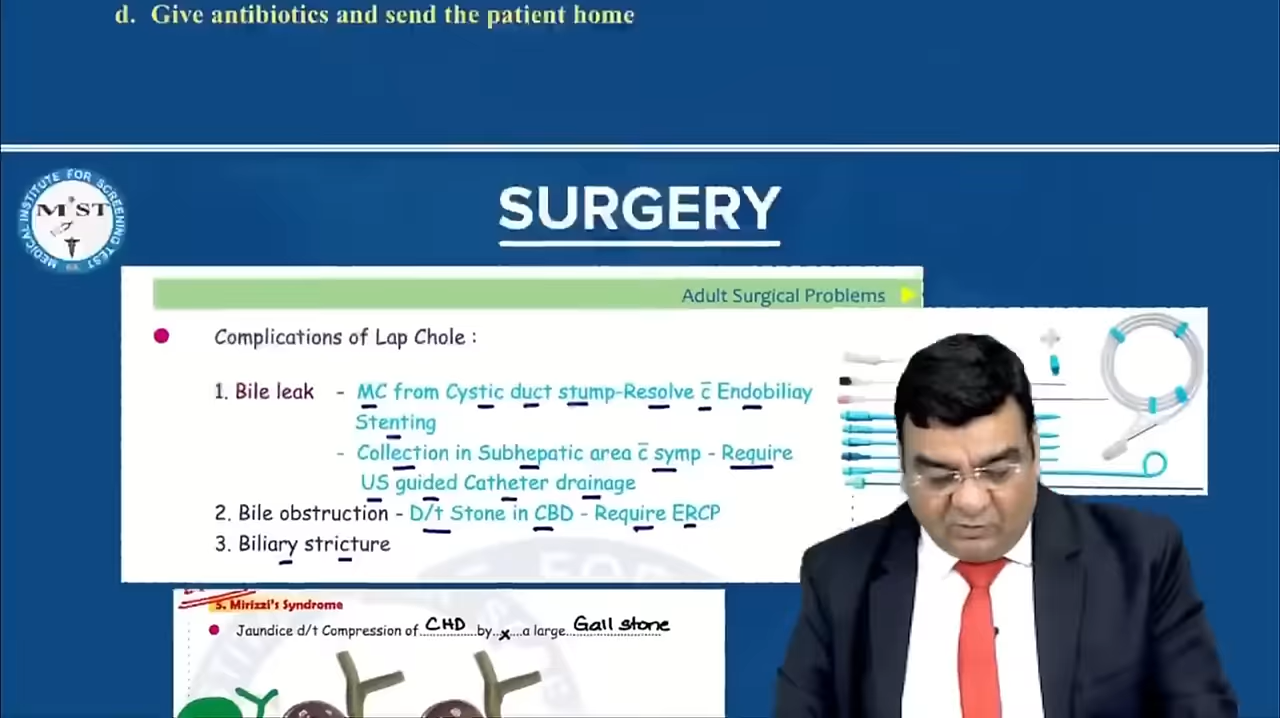 d. Give antibiotics and send the patient home
MEDICAL INSTITUTE FOR SCREENING TEST
MIST
SURGERY
Adult Surgical Problems
Complications of Lap Chole :
1. Bile leak - MC from Cystic duct stump-Resolve c̄ Endobiliay
Stenting
- Collection in Subhepatic area c̄ symp - Require
US guided Catheter drainage
2. Bile obstruction - D/t Stone in CBD - Require ERCP
3. Biliary stricture
5. Mirizzi's Syndrome
Jaundice d/t Compression of CHD by x a large Gall stone